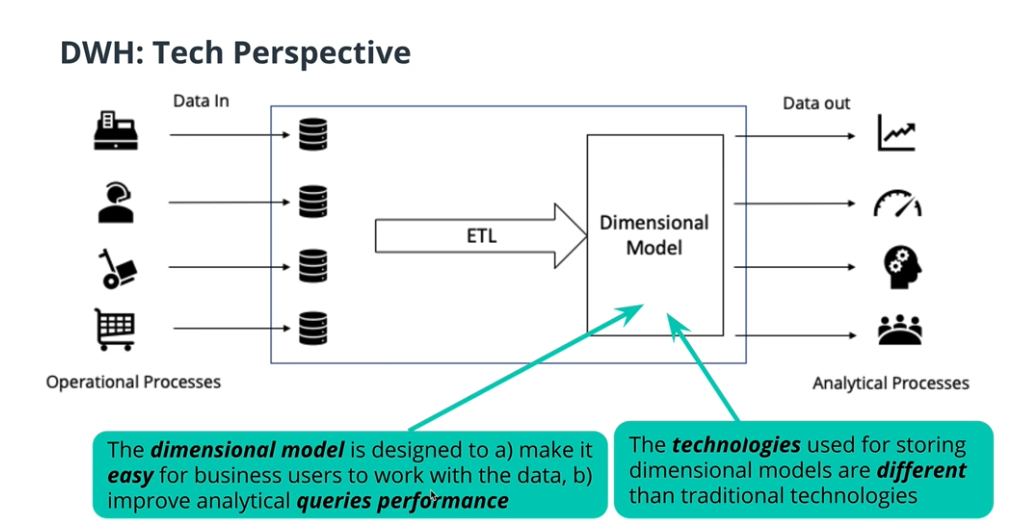 DWH: Tech Perspective
Data In
Data out
ETL
Dimensional
Model
Operational Processes
Analytical Processes
The dimensional model is designed to a) make it
easy for business users to work with the data, b)
improve analytical queries performance
The technologies used for storing
dimensional models are different
than traditional technologies